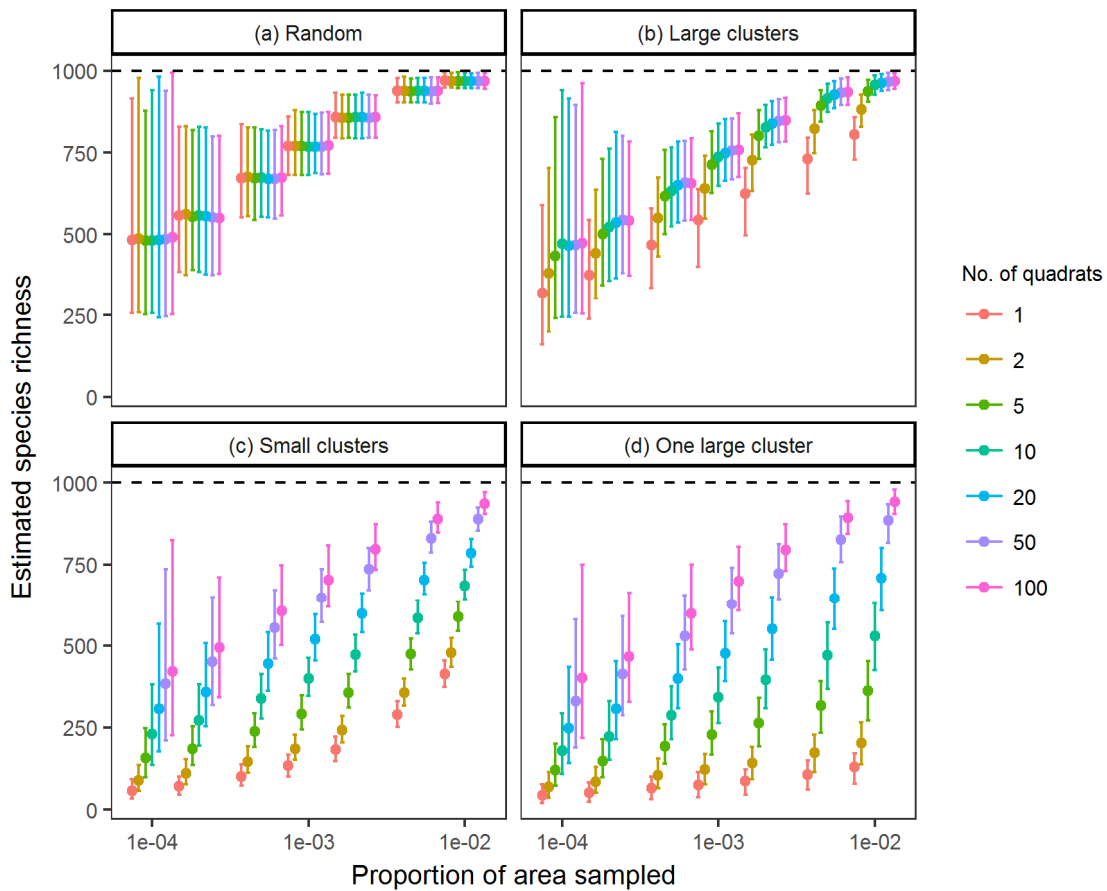 (a) Random
(b) Large clusters
1000
750
500
250
0
(c) Small clusters
(d) One large cluster
1000
750
500
250
0
1e-04
1e-03
1e-02
1e-04
1e-03
1e-02
Proportion of area sampled
Estimated species richness
No. of quadrats
1
2
5
10
20
50
100